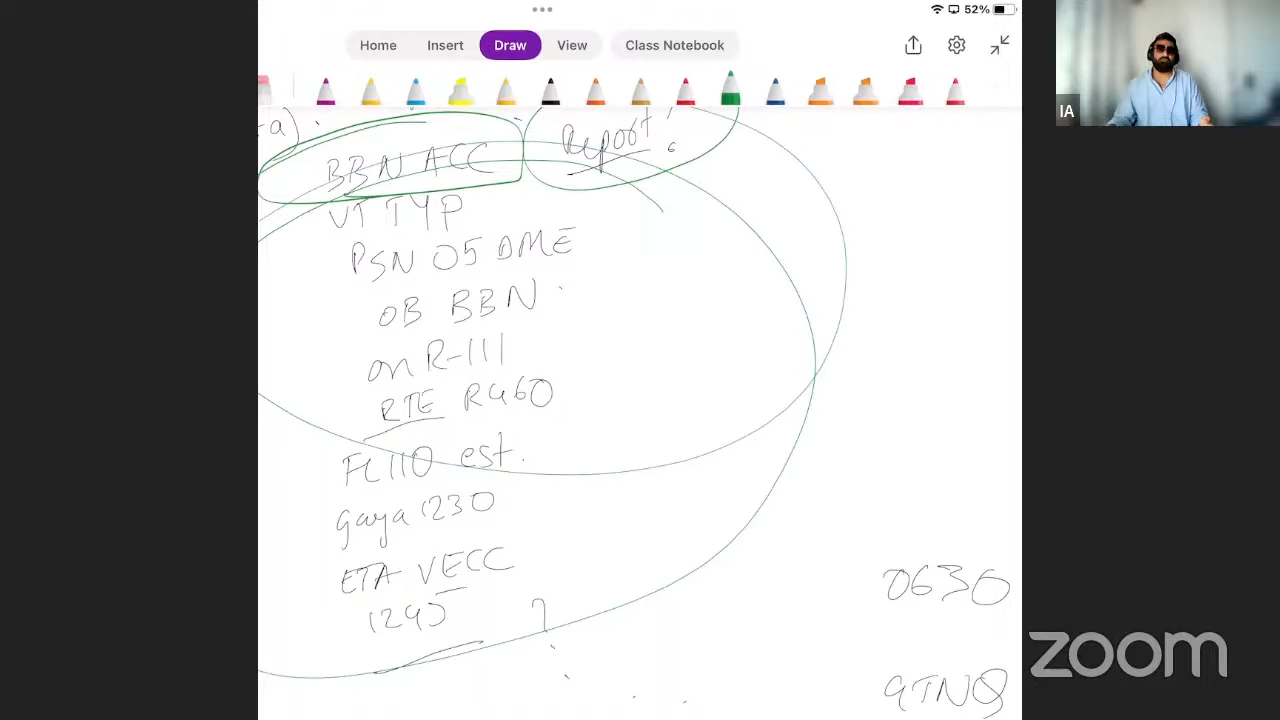 52%
Home Insert Draw View Class Notebook
IA
-a).
BBN ACC Report!
VT TYP
PSN 05 DME
OB BBN.
on R-111
RTE R460
FL110 est.
gaya 1230
ETA VECC
1245 ?
0630
zoom